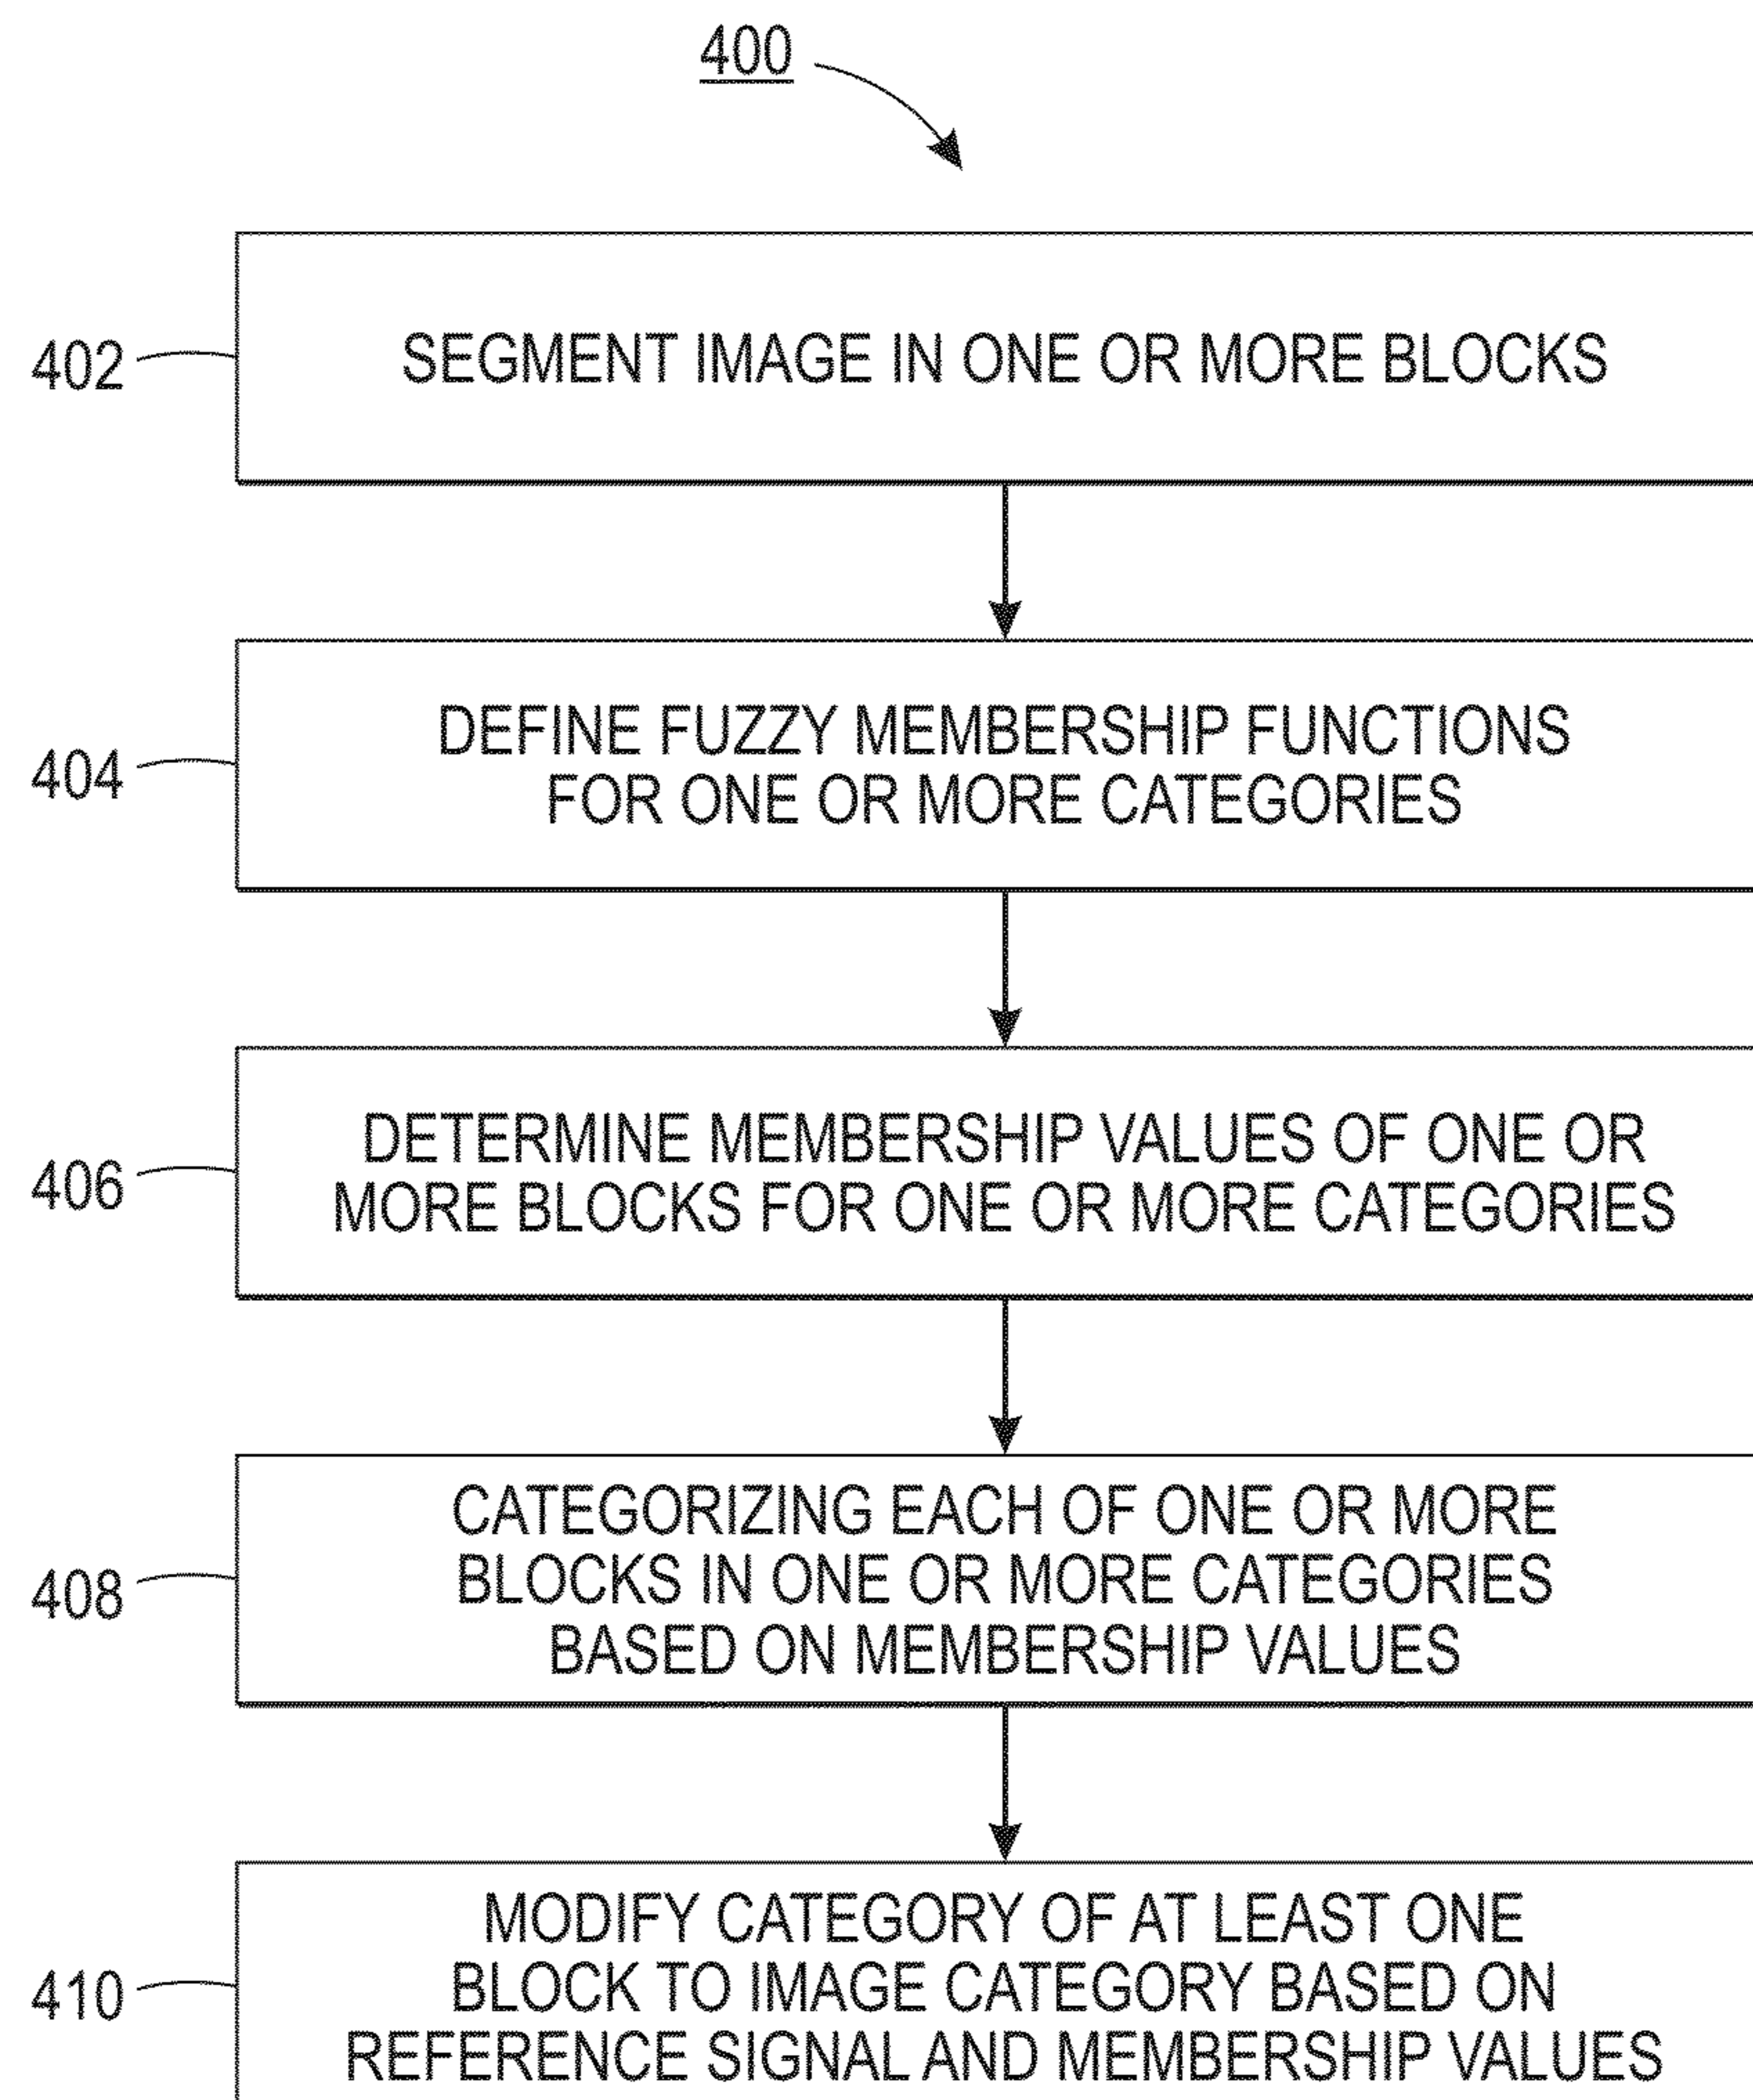 400
402
SEGMENT IMAGE IN ONE OR MORE BLOCKS
404
DEFINE FUZZY MEMBERSHIP FUNCTIONS
FOR ONE OR MORE CATEGORIES
406
DETERMINE MEMBERSHIP VALUES OF ONE OR
MORE BLOCKS FOR ONE OR MORE CATEGORIES
408
CATEGORIZING EACH OF ONE OR MORE
BLOCKS IN ONE OR MORE CATEGORIES
BASED ON MEMBERSHIP VALUES
410
MODIFY CATEGORY OF AT LEAST ONE
BLOCK TO IMAGE CATEGORY BASED ON
REFERENCE SIGNAL AND MEMBERSHIP VALUES